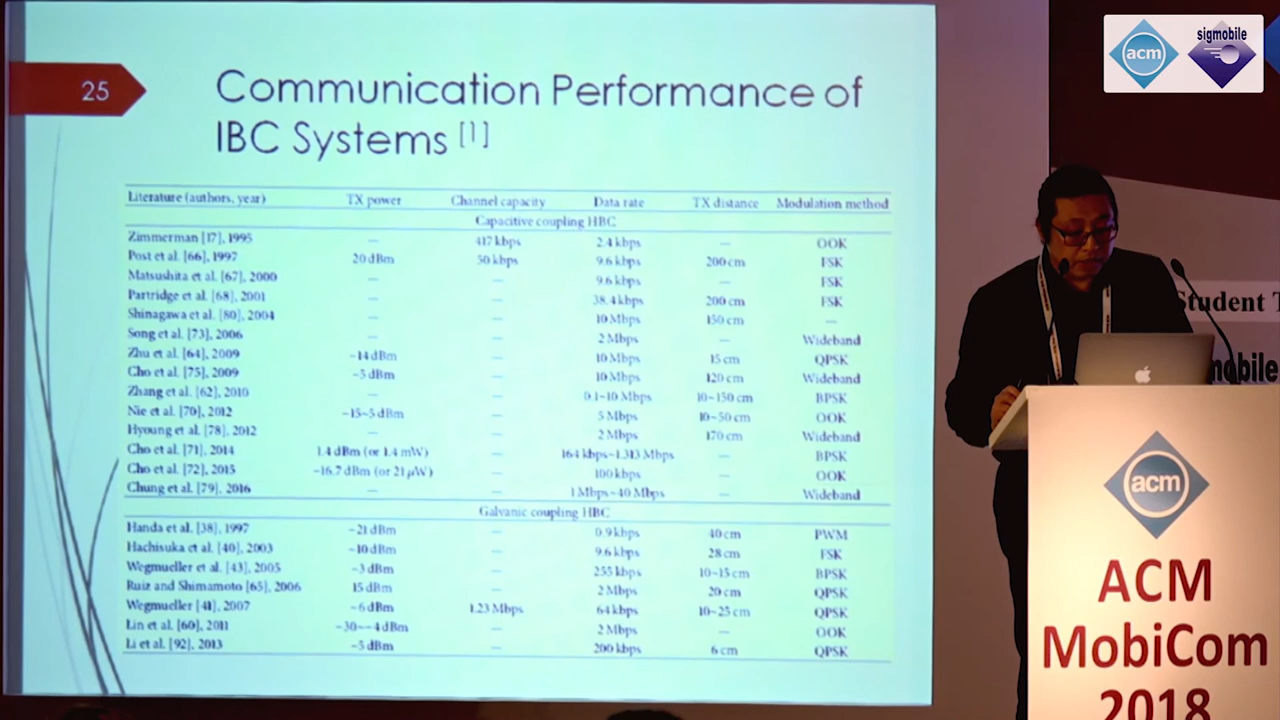 25
Communication Performance of
IBC Systems [1]
Literature (authors, year) TX power Channel capacity Data rate TX distance Modulation method
Capacitive coupling HBC
Zimmerman [17], 1995 — 417 kbps 2.4 kbps — OOK
Post et al. [66], 1997 20 dBm 50 kbps 9.6 kbps 200 cm FSK
Matsushita et al. [67], 2000 — — 9.6 kbps — FSK
Partridge et al. [68], 2001 — — 38.4 kbps 200 cm FSK
Shinagawa et al. [80], 2004 — — 10 Mbps 150 cm —
Song et al. [73], 2006 — — 2 Mbps — Wideband
Zhu et al. [64], 2009 −14 dBm — 10 Mbps 15 cm QPSK
Cho et al. [75], 2009 −5 dBm — 10 Mbps 120 cm Wideband
Zhang et al. [62], 2010 — — 0.1~10 Mbps 10~150 cm BPSK
Nie et al. [70], 2012 −15~5 dBm — 5 Mbps 10~50 cm OOK
Hyoung et al. [78], 2012 — — 2 Mbps 170 cm Wideband
Cho et al. [71], 2014 1.4 dBm (or 1.4 mW) — 164 kbps~1.313 Mbps — BPSK
Cho et al. [72], 2015 −16.7 dBm (or 21 μW) — 100 kbps — OOK
Chung et al. [79], 2016 — — 1 Mbps~40 Mbps — Wideband
Galvanic coupling HBC
Handa et al. [38], 1997 −21 dBm — 0.9 kbps 40 cm PWM
Hachisuka et al. [40], 2003 −10 dBm — 9.6 kbps 28 cm FSK
Wegmueller et al. [43], 2005 −3 dBm — 255 kbps 10~15 cm BPSK
Ruiz and Shimamoto [65], 2006 15 dBm — 2 Mbps 20 cm QPSK
Wegmueller [41], 2007 −6 dBm 1.23 Mbps 64 kbps 10~25 cm QPSK
Lin et al. [60], 2011 −30~−4 dBm — 2 Mbps — OOK
Li et al. [92], 2013 −5 dBm — 200 kbps 6 cm QPSK
acm
sigmobile
Student
mobile
acm
ACM
MobiCom
2018